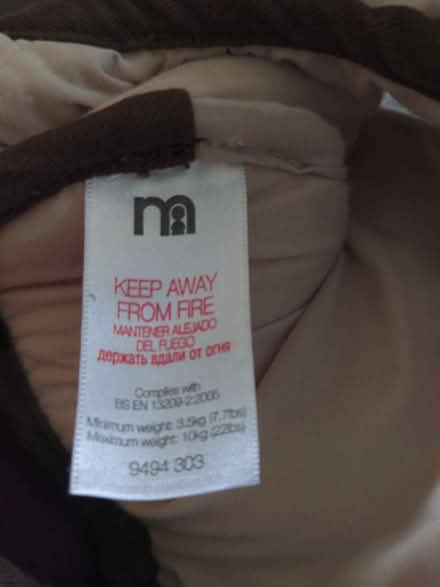 m
KEEP AWAY
FROM FIRE
MANTENER ALEJADO
DEL FUEGO
держать вдали от огня
Complies with
BS EN 13209-2:2005
Minimum weight: 3.5kg (7.7lbs)
Maximum weight: 10kg (22lbs)
9494 303